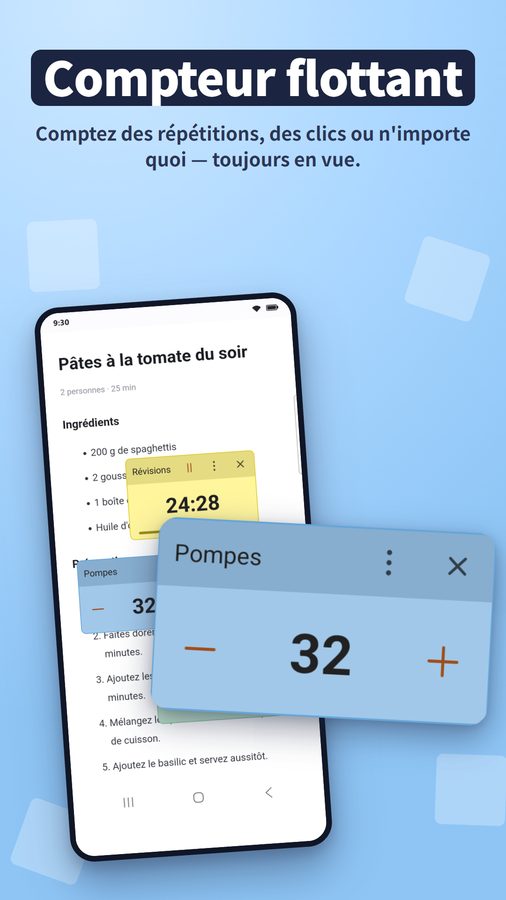 Compteur flottant
Comptez des répétitions, des clics ou n'importe
quoi — toujours en vue.
9:30
Pâtes à la tomate du soir
2 personnes · 25 min
Ingrédients
• 200 g de spaghettis
• 2
• 1 boîte
• Huile
Révisions
24:28
Pompes
32
Pompes
32
2. Faites dorer
minutes.
3. Ajoutez les
minutes.
4. Mélangez
de cuisson.
5. Ajoutez le basilic et servez aussitôt.